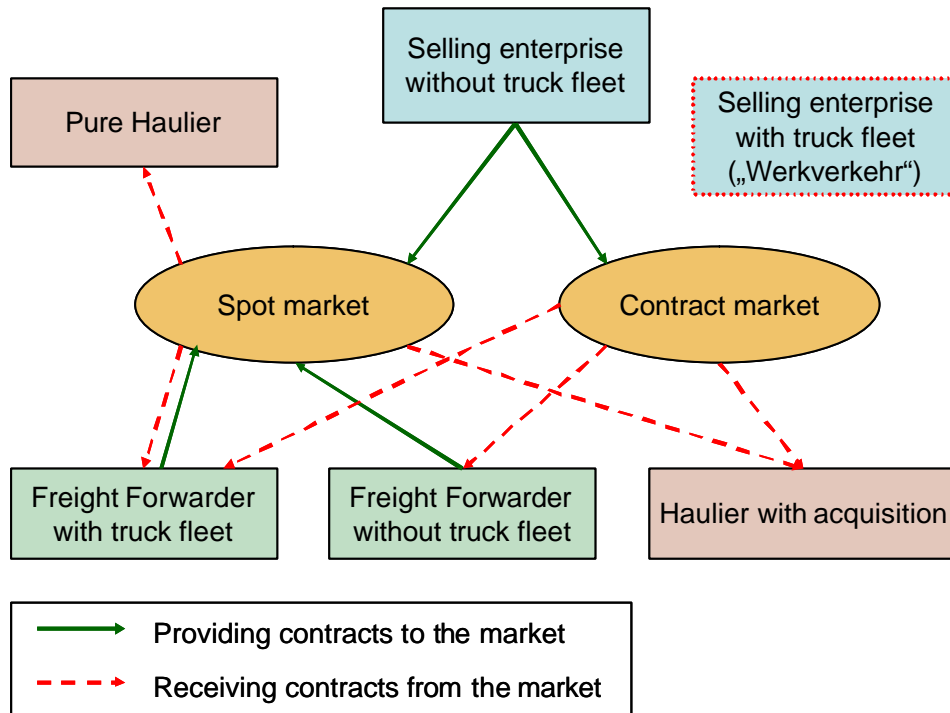 Selling enterprise
without truck fleet
Pure Haulier
Selling enterprise
with truck fleet
(„Werkverkehr“)
Spot market
Contract market
Freight Forwarder
with truck fleet
Freight Forwarder
without truck fleet
Haulier with acquisition
Providing contracts to the market
Receiving contracts from the market